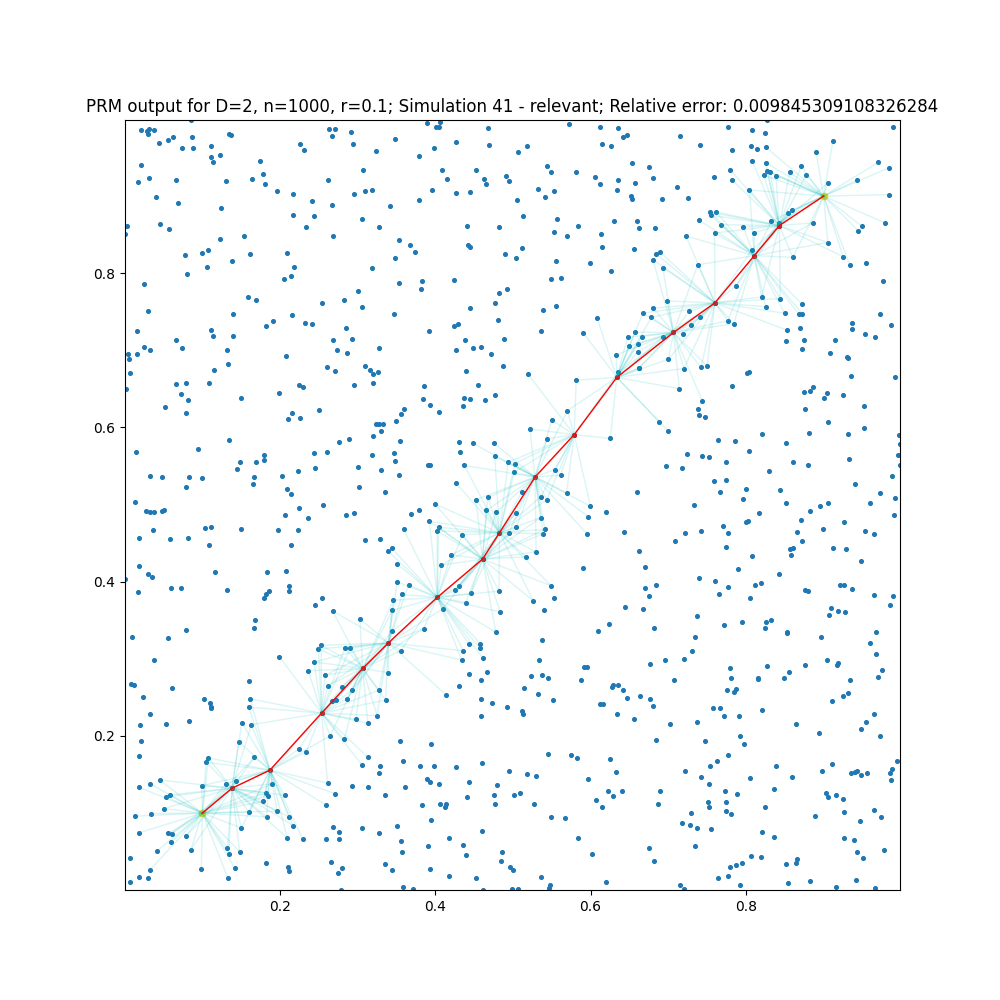 PRM output for D=2, n=1000, r=0.1; Simulation 41 - relevant; Relative error: 0.009845309108326284
0.8
0.6
0.4
0.2
0.2 0.4 0.6 0.8